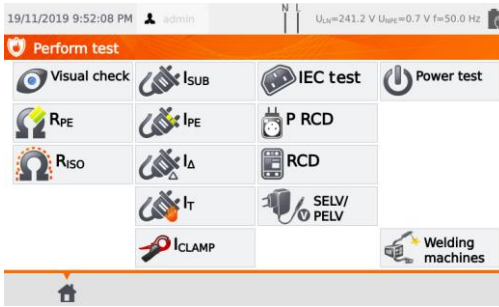 19/11/2019 9:52:08 PM admin N L ULN=241.2 V UNPE=0.7 V f=50.0 Hz
Perform test
Visual check ISUB IEC test Power test
RPE IPE P RCD
RISO IΔ RCD
IT SELV/
PELV
ICLAMP Welding
machines